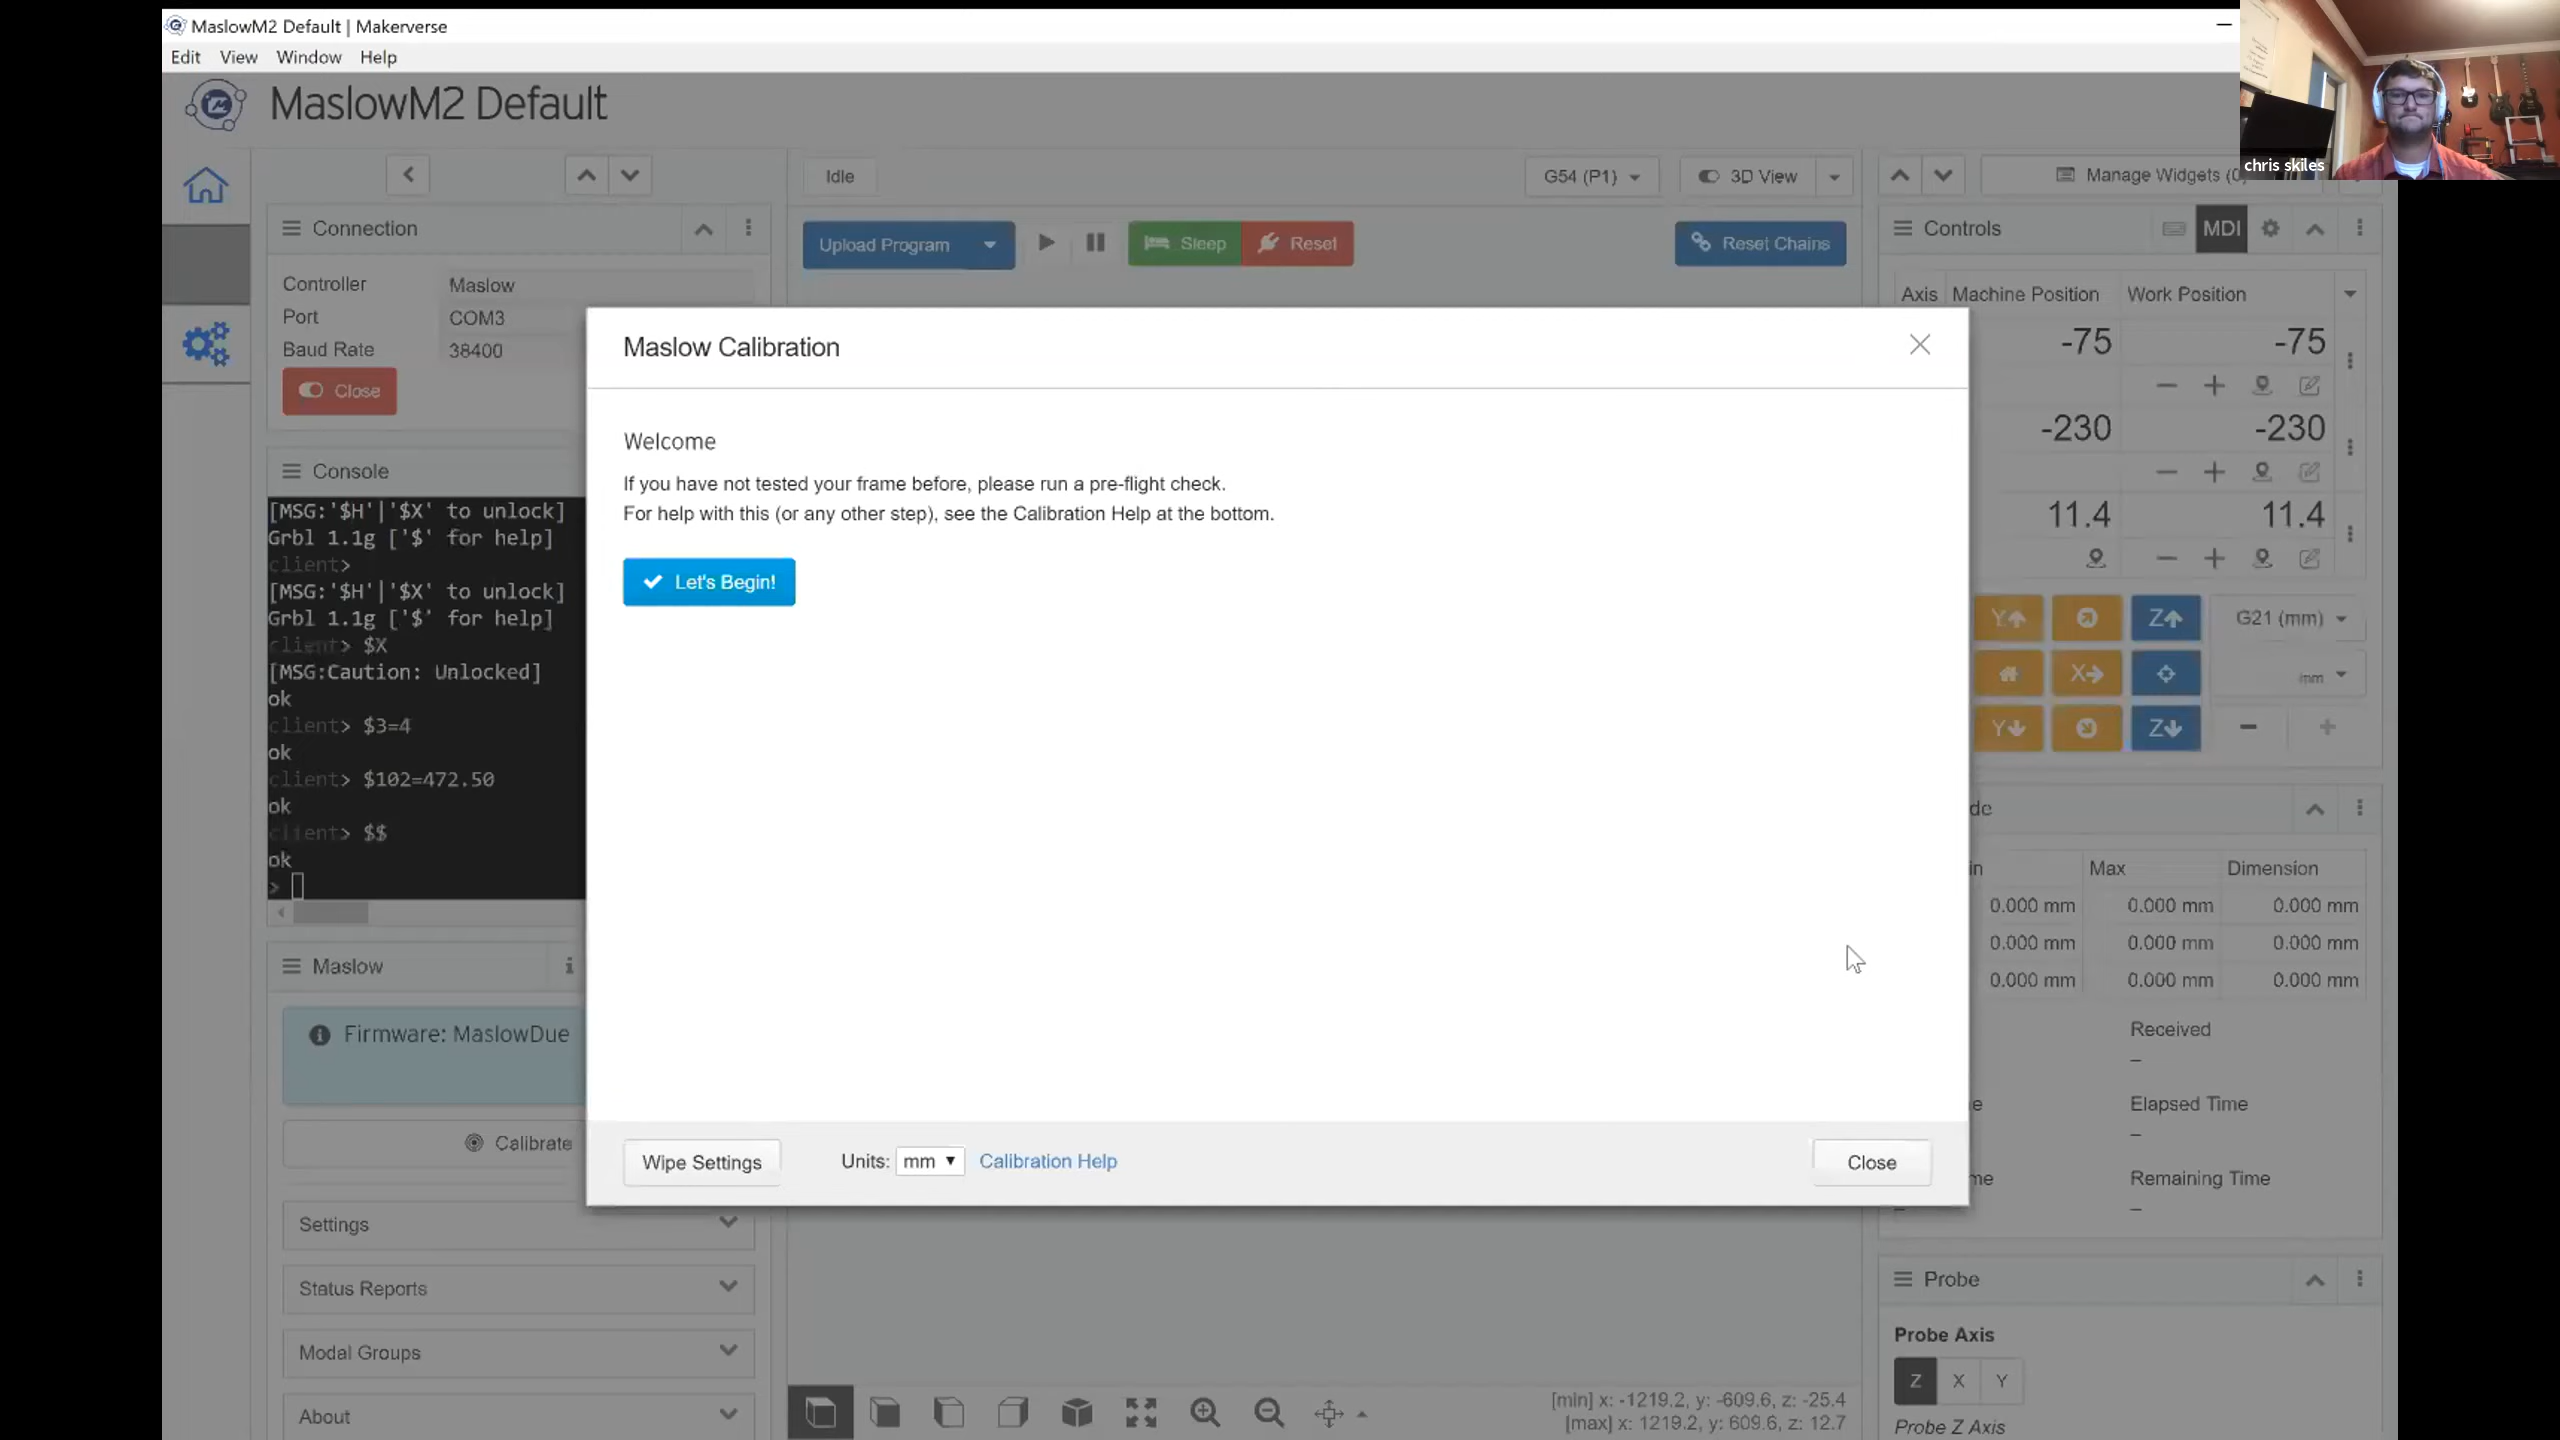 MaslowM2 Default | Makerverse
Edit View Window Help
MaslowM2 Default
chris skiles
Idle
G54 (P1)
3D View
Manage Widgets (0
Connection
Upload Program
Sleep
Reset
Reset Chains
Controls
MDI
Controller Maslow
Port COM3
Baud Rate 38400
Close
Axis Machine Position Work Position
-75 -75
-230 -230
11.4 11.4
Console
[MSG:'$H'|'$X' to unlock]
Grbl 1.1g ['$' for help]
client>
[MSG:'$H'|'$X' to unlock]
Grbl 1.1g ['$' for help]
client> $X
[MSG:Caution: Unlocked]
ok
client> $3=4
ok
client> $102=472.50
ok
client> $$
ok
>
Maslow Calibration
Welcome
If you have not tested your frame before, please run a pre-flight check.
For help with this (or any other step), see the Calibration Help at the bottom.
Let's Begin!
Wipe Settings
Units: mm
Calibration Help
Close
Y Z G21 (mm)
X mm
Y Z
de
in Max Dimension
0.000 mm 0.000 mm 0.000 mm
0.000 mm 0.000 mm 0.000 mm
0.000 mm 0.000 mm 0.000 mm
Received
–
e Elapsed Time
–
me Remaining Time
– –
Maslow
Firmware: MaslowDue
Calibrate
Settings
Status Reports
Modal Groups
About
[min] x: -1219.2, y: -609.6, z: -25.4
[max] x: 1219.2, y: 609.6, z: 12.7
Probe
Probe Axis
Z X Y
Probe Z Axis